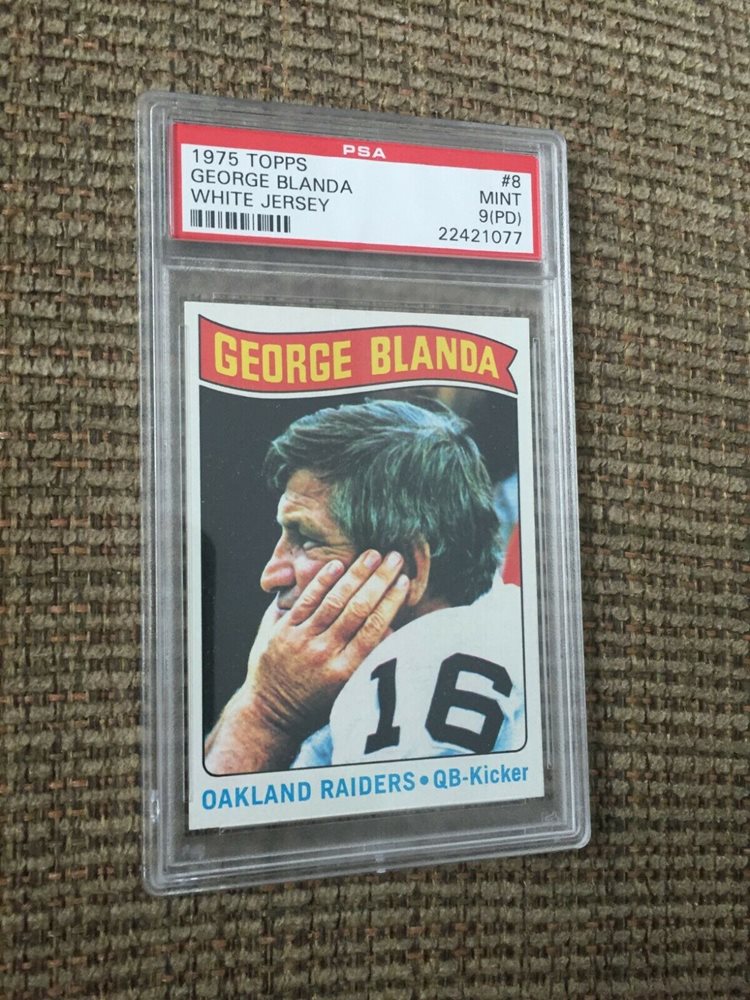 PSA
1975 TOPPS #8
GEORGE BLANDA MINT
WHITE JERSEY 9(PD)
22421077
GEORGE BLANDA
16
OAKLAND RAIDERS•QB-Kicker